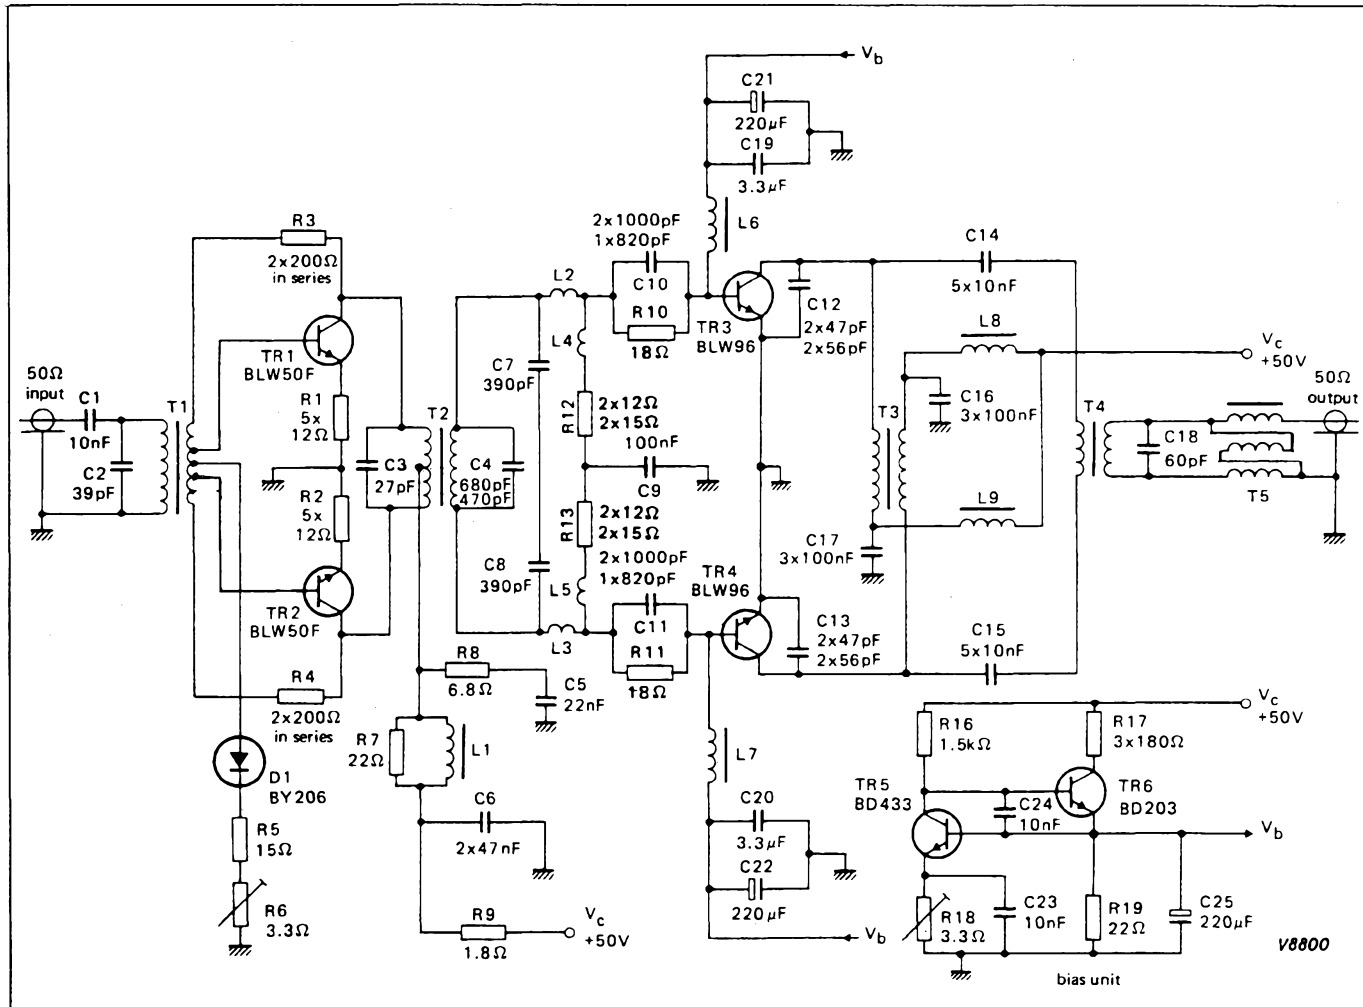 Vb
C21
220µF
C19
3.3µF
L6
R3
2x200Ω
in series
2x1000pF
1x820pF
C10
R10
18Ω
L2
L4
C14
5x10nF
TR3
BLW96
C12
2x47pF
2x56pF
L8
Vc
+50V
TR1
BLW50F
C7
390pF
50Ω
input
C1
10nF
T1
R1
5x
12Ω
T2
R12
2x12Ω
2x15Ω
100nF
C9
C16
3x100nF
T3
T4
50Ω
output
C18
60pF
T5
C2
39pF
C3
27pF
C4
680pF
470pF
R2
5x
12Ω
R13
2x12Ω
2x15Ω
L9
C17
3x100nF
C8
390pF
2x1000pF
1x820pF
L5
C11
R11
18Ω
L3
TR4
BLW96
C13
2x47pF
2x56pF
C15
5x10nF
TR2
BLW50F
R4
2x200Ω
in series
R8
6.8Ω
C5
22nF
R7
22Ω
L1
L7
D1
BY206
R5
15Ω
R6
3.3Ω
C6
2x47nF
R9
1.8Ω
Vc
+50V
C20
3.3µF
C22
220µF
Vb
Vc
+50V
R16
1.5kΩ
R17
3x180Ω
TR5
BD433
TR6
BD203
C24
10nF
Vb
R18
3.3Ω
C23
10nF
R19
22Ω
C25
220µF
bias unit
V8800